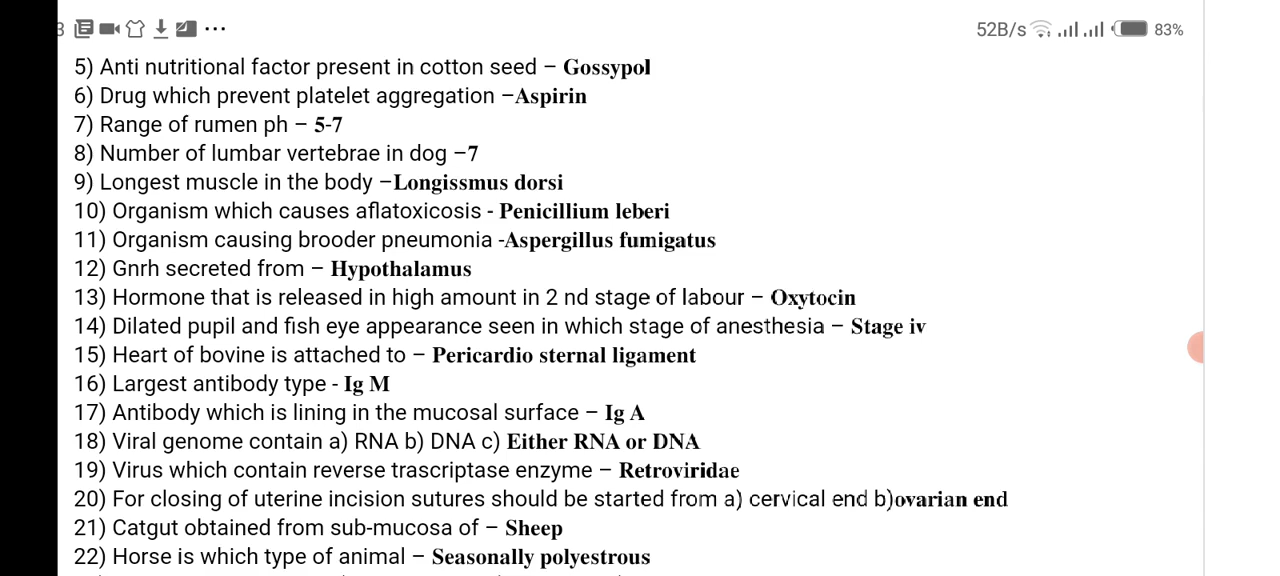 3
52B/s 83%
5) Anti nutritional factor present in cotton seed – Gossypol
6) Drug which prevent platelet aggregation –Aspirin
7) Range of rumen ph – 5-7
8) Number of lumbar vertebrae in dog –7
9) Longest muscle in the body –Longissmus dorsi
10) Organism which causes aflatoxicosis - Penicillium leberi
11) Organism causing brooder pneumonia -Aspergillus fumigatus
12) Gnrh secreted from – Hypothalamus
13) Hormone that is released in high amount in 2 nd stage of labour – Oxytocin
14) Dilated pupil and fish eye appearance seen in which stage of anesthesia – Stage iv
15) Heart of bovine is attached to – Pericardio sternal ligament
16) Largest antibody type - Ig M
17) Antibody which is lining in the mucosal surface – Ig A
18) Viral genome contain a) RNA b) DNA c) Either RNA or DNA
19) Virus which contain reverse trascriptase enzyme – Retroviridae
20) For closing of uterine incision sutures should be started from a) cervical end b)ovarian end
21) Catgut obtained from sub-mucosa of – Sheep
22) Horse is which type of animal – Seasonally polyestrous